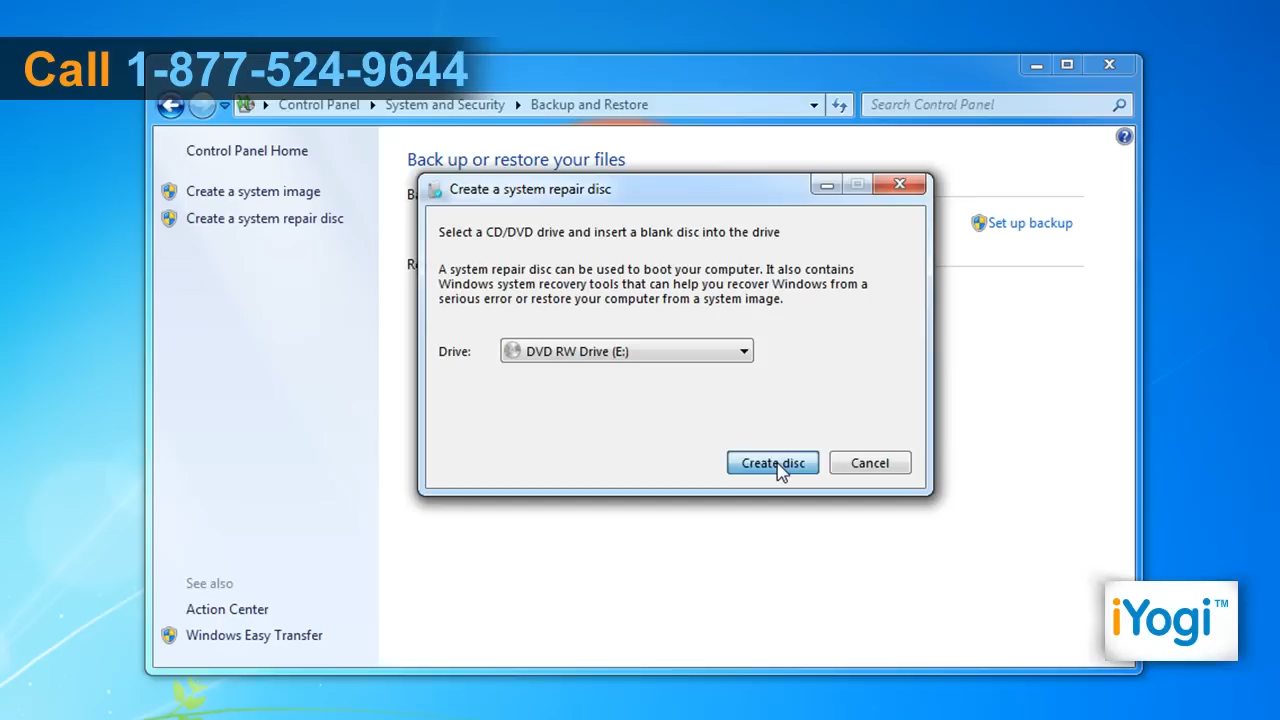 Call 1-877-524-9644
Control Panel
System and Security
Backup and Restore
Search Control Panel
Control Panel Home
Create a system image
Create a system repair disc
Back up or restore your files
Ba
Set up backup
Create a system repair disc
Select a CD/DVD drive and insert a blank disc into the drive
A system repair disc can be used to boot your computer. It also contains
Windows system recovery tools that can help you recover Windows from a
serious error or restore your computer from a system image.
Drive:
DVD RW Drive (E:)
Create disc
Cancel
See also
Action Center
Windows Easy Transfer
iYogi™